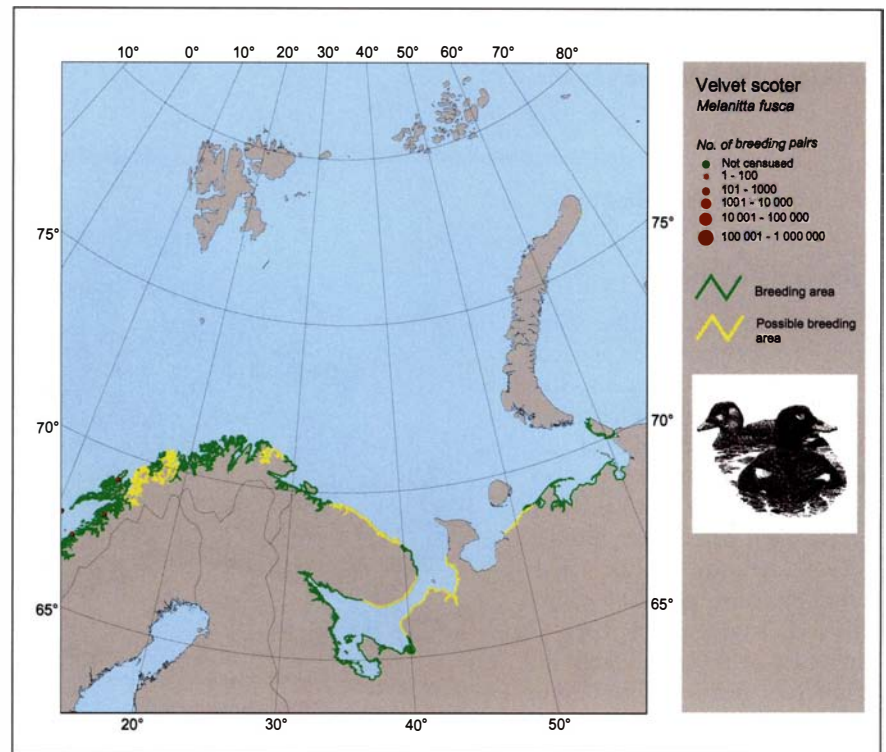 10° 0° 10° 20° 30° 40° 50° 60° 70° 80°
75°
70°
65°
75°
70°
65°
20° 30° 40° 50°
Velvet scoter
Melanitta fusca
No. of breeding pairs
Not censused
1 - 100
101 - 1000
1001 - 10 000
10 001 - 100 000
100 001 - 1 000 000
Breeding area
Possible breeding
area